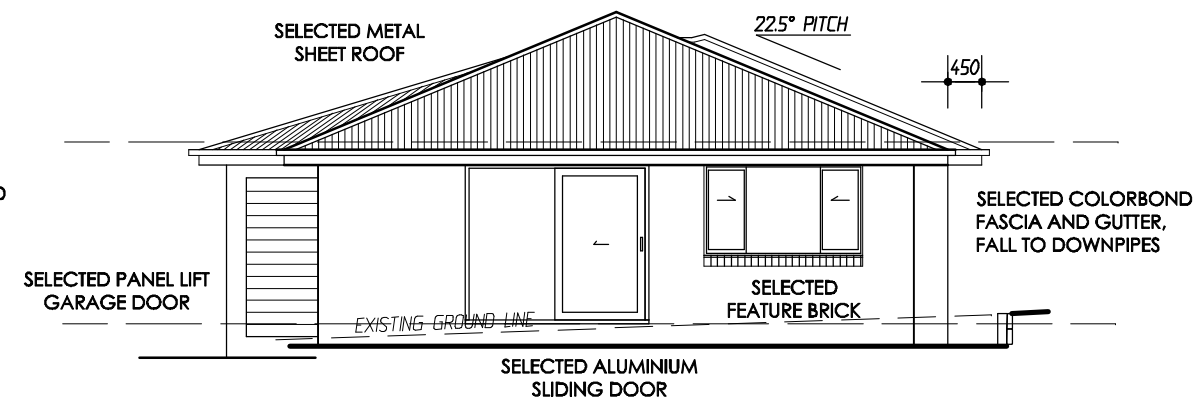 SELECTED METAL
SHEET ROOF
22.5° PITCH
450
SELECTED COLORBOND
FASCIA AND GUTTER,
FALL TO DOWNPIPES
SELECTED PANEL LIFT
GARAGE DOOR
SELECTED
FEATURE BRICK
EXISTING GROUND LINE
SELECTED ALUMINIUM
SLIDING DOOR